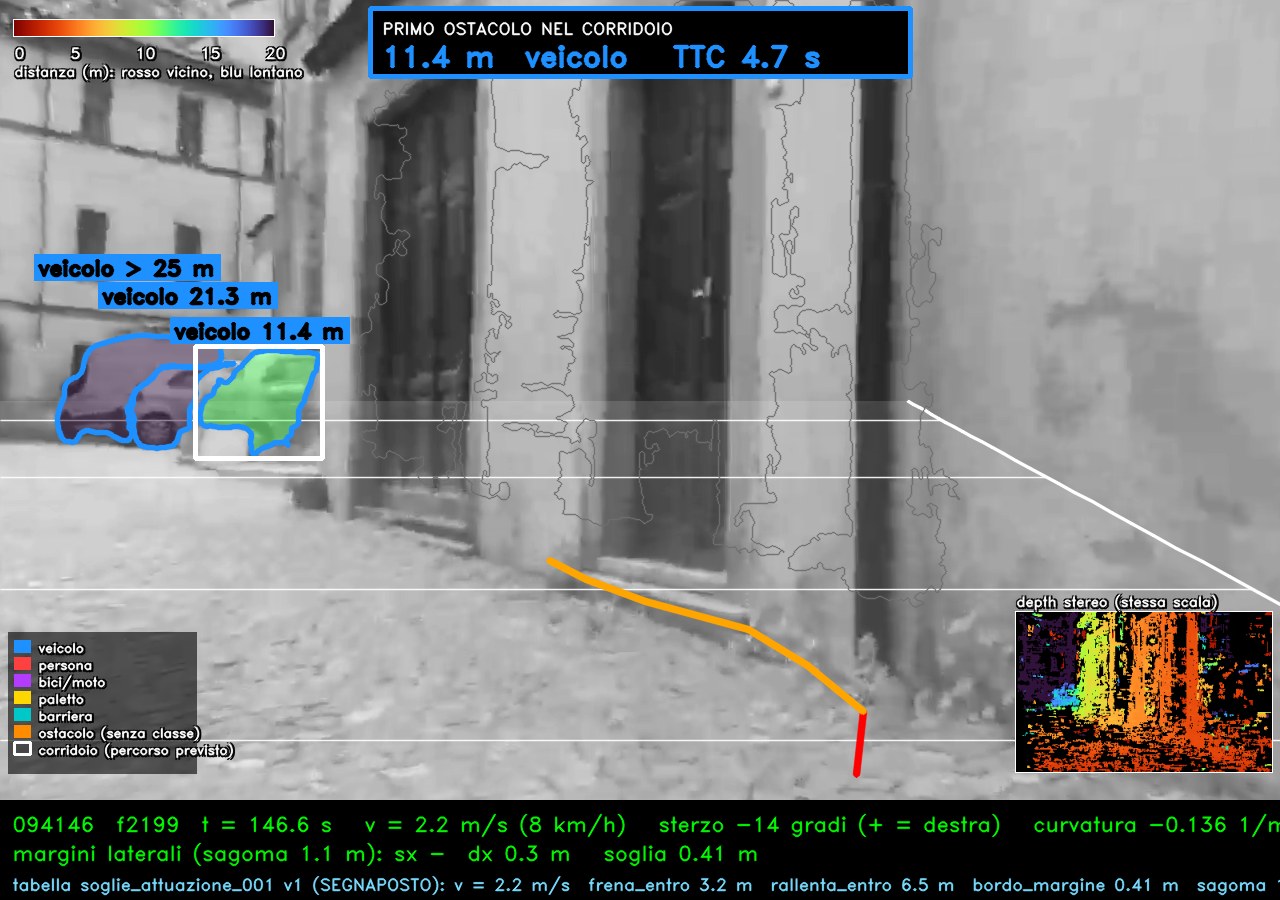 0 5 10 15 20
distanza (m): rosso vicino, blu lontano
PRIMO OSTACOLO NEL CORRIDOIO
11.4 m veicolo TTC 4.7 s
veicolo > 25 m
veicolo 21.3 m
veicolo 11.4 m
depth stereo (stessa scala)
veicolo
persona
bici/moto
paletto
barriera
ostacolo (senza classe)
corridoio (percorso previsto)
094146 f2199 t = 146.6 s v = 2.2 m/s (8 km/h) sterzo −14 gradi (+ = destra) curvatura −0.136 1/m
margini laterali (sagoma 1.1 m): sx − dx 0.3 m soglia 0.41 m
tabella soglie_attuazione_001 v1 (SEGNAPOSTO): v = 2.2 m/s frena_entro 3.2 m rallenta_entro 6.5 m bordo_margine 0.41 m sagoma